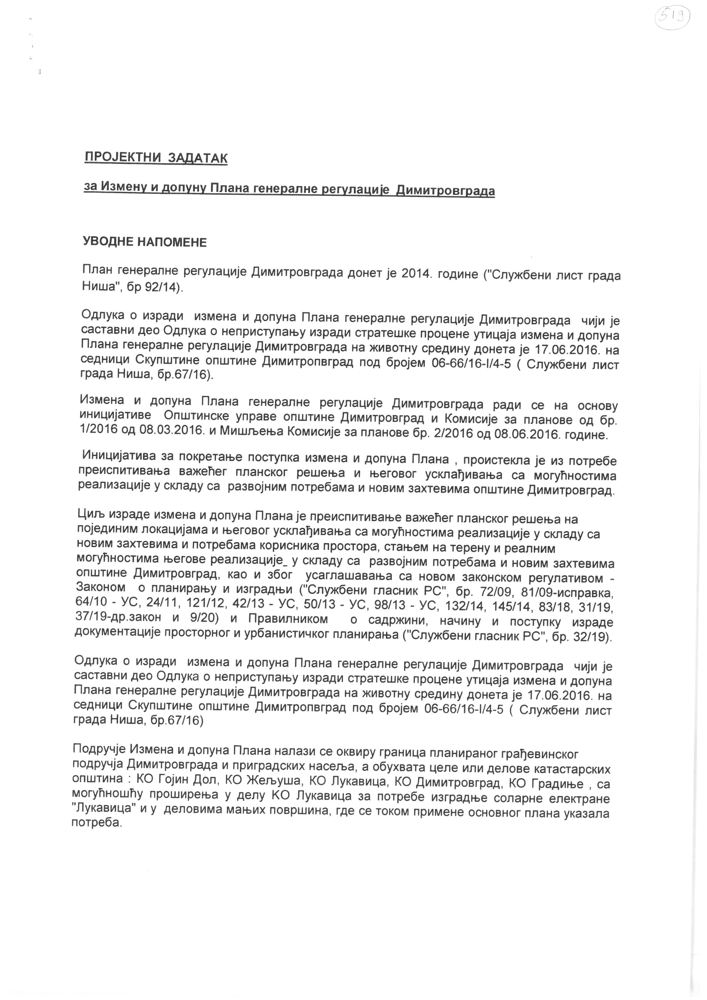 519
ПРОЈЕКТНИ ЗАДАТАК
за Измену и допуну Плана генералне регулације Димитровграда
УВОДНЕ НАПОМЕНЕ
План генералне регулације Димитровграда донет је 2014. године ("Службени лист града
Ниша", бр 92/14).
Одлука о изради измена и допуна Плана генералне регулације Димитровграда чији је
саставни део Одлука о неприступању изради стратешке процене утицаја измена и допуна
Плана генералне регулације Димитровграда на животну средину донета је 17.06.2016. на
седници Скупштине општине Димитропвград под бројем 06-66/16-I/4-5 ( Службени лист
града Ниша, бр.67/16).
Измена и допуна Плана генералне регулације Димитровграда ради се на основу
иницијативе Општинске управе општине Димитровград и Комисије за планове од бр.
1/2016 од 08.03.2016. и Мишљења Комисије за планове бр. 2/2016 од 08.06.2016. године.
Иницијатива за покретање поступка измена и допуна Плана , проистекла је из потребе
преиспитивања важећег планског решења и његовог усклађивања са могућностима
реализације у складу са развојним потребама и новим захтевима општине Димитровград.
Циљ израде измена и допуна Плана је преиспитивање важећег планског решења на
појединим локацијама и његовог усклађивања са могућностима реализације у складу са
новим захтевима и потребама корисника простора, стањем на терену и реалним
могућностима његове реализације_ у складу са развојним потребама и новим захтевима
општине Димитровград, као и због усаглашавања са новом законском регулативом -
Законом о планирању и изградњи ("Службени гласник РС", бр. 72/09, 81/09-исправка,
64/10 - УС, 24/11, 121/12, 42/13 - УС, 50/13 - УС, 98/13 - УС, 132/14, 145/14, 83/18, 31/19,
37/19-др.закон и 9/20) и Правилником о садржини, начину и поступку израде
документације просторног и урбанистичког планирања ("Службени гласник РС", бр. 32/19).
Одлука о изради измена и допуна Плана генералне регулације Димитровграда чији је
саставни део Одлука о неприступању изради стратешке процене утицаја измена и допуна
Плана генералне регулације Димитровграда на животну средину донета је 17.06.2016. на
седници Скупштине општине Димитропвград под бројем 06-66/16-I/4-5 ( Службени лист
града Ниша, бр.67/16)
Подручје Измена и допуна Плана налази се оквиру граница планираног грађевинског
подручја Димитровграда и приградских насеља, а обухвата целе или делове катастарских
општина : КО Гојин Дол, КО Жељуша, КО Лукавица, КО Димитровград, КО Градиње , са
могућношћу проширења у делу КО Лукавица за потребе изградње соларне електране
"Лукавица" и у деловима мањих површина, где се током примене основног плана указала
потреба.